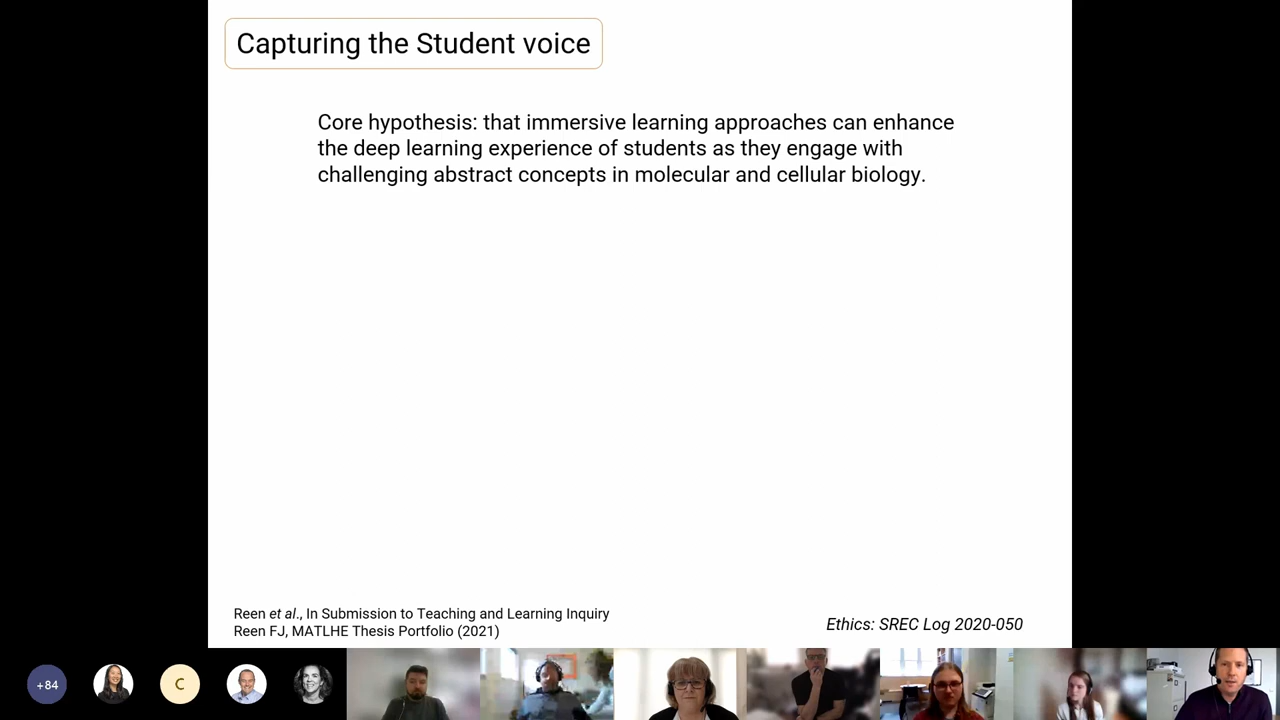 Capturing the Student voice
Core hypothesis: that immersive learning approaches can enhance
the deep learning experience of students as they engage with
challenging abstract concepts in molecular and cellular biology.
Reen et al., In Submission to Teaching and Learning Inquiry
Reen FJ, MATLHE Thesis Portfolio (2021)
Ethics: SREC Log 2020-050
+84
C